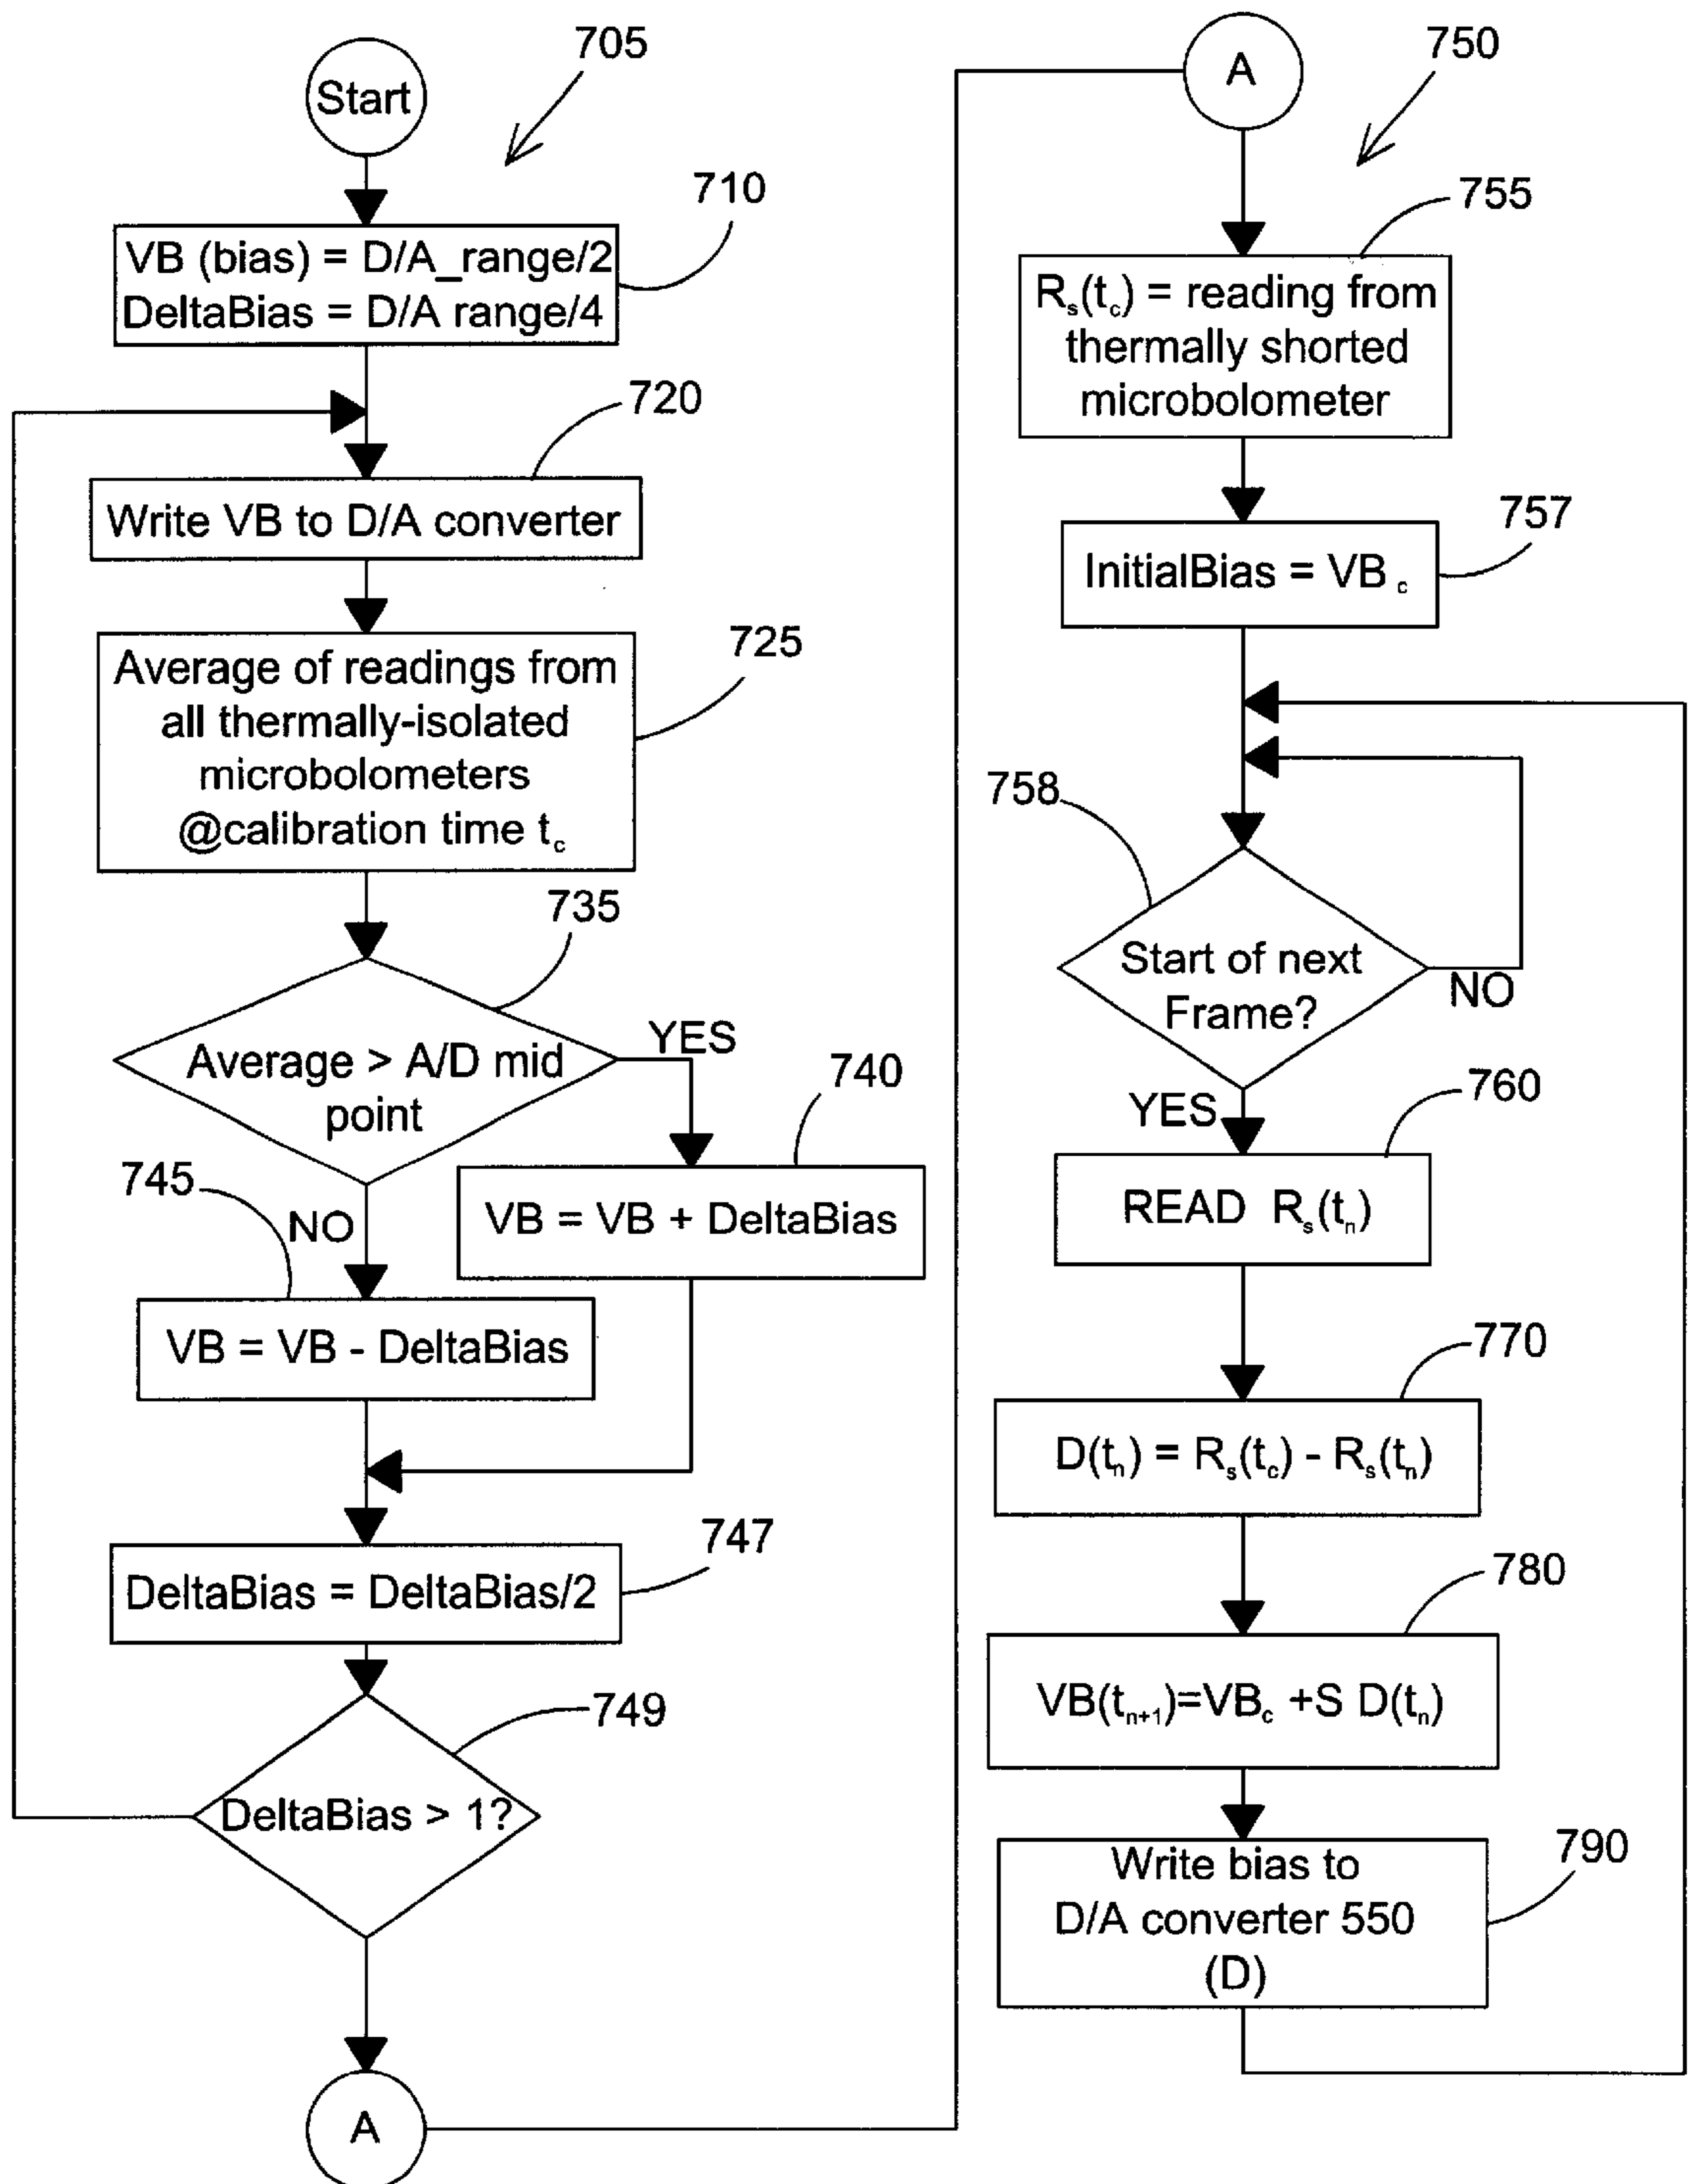 705
Start
710
VB (bias) = D/A_range/2
DeltaBias = D/A range/4
720
Write VB to D/A converter
725
Average of readings from
all thermally-isolated
microbolometers
@calibration time tc
735
Average > A/D mid
point
YES
740
VB = VB + DeltaBias
745
NO
VB = VB - DeltaBias
747
DeltaBias = DeltaBias/2
749
DeltaBias > 1?
A
A
750
755
Rs(tc) = reading from
thermally shorted
microbolometer
757
InitialBias = VB c
758
Start of next
Frame?
NO
YES
760
READ Rs(tn)
770
D(tn) = Rs(tc) - Rs(tn)
780
VB(tn+1)=VBc +S D(tn)
790
Write bias to
D/A converter 550
(D)